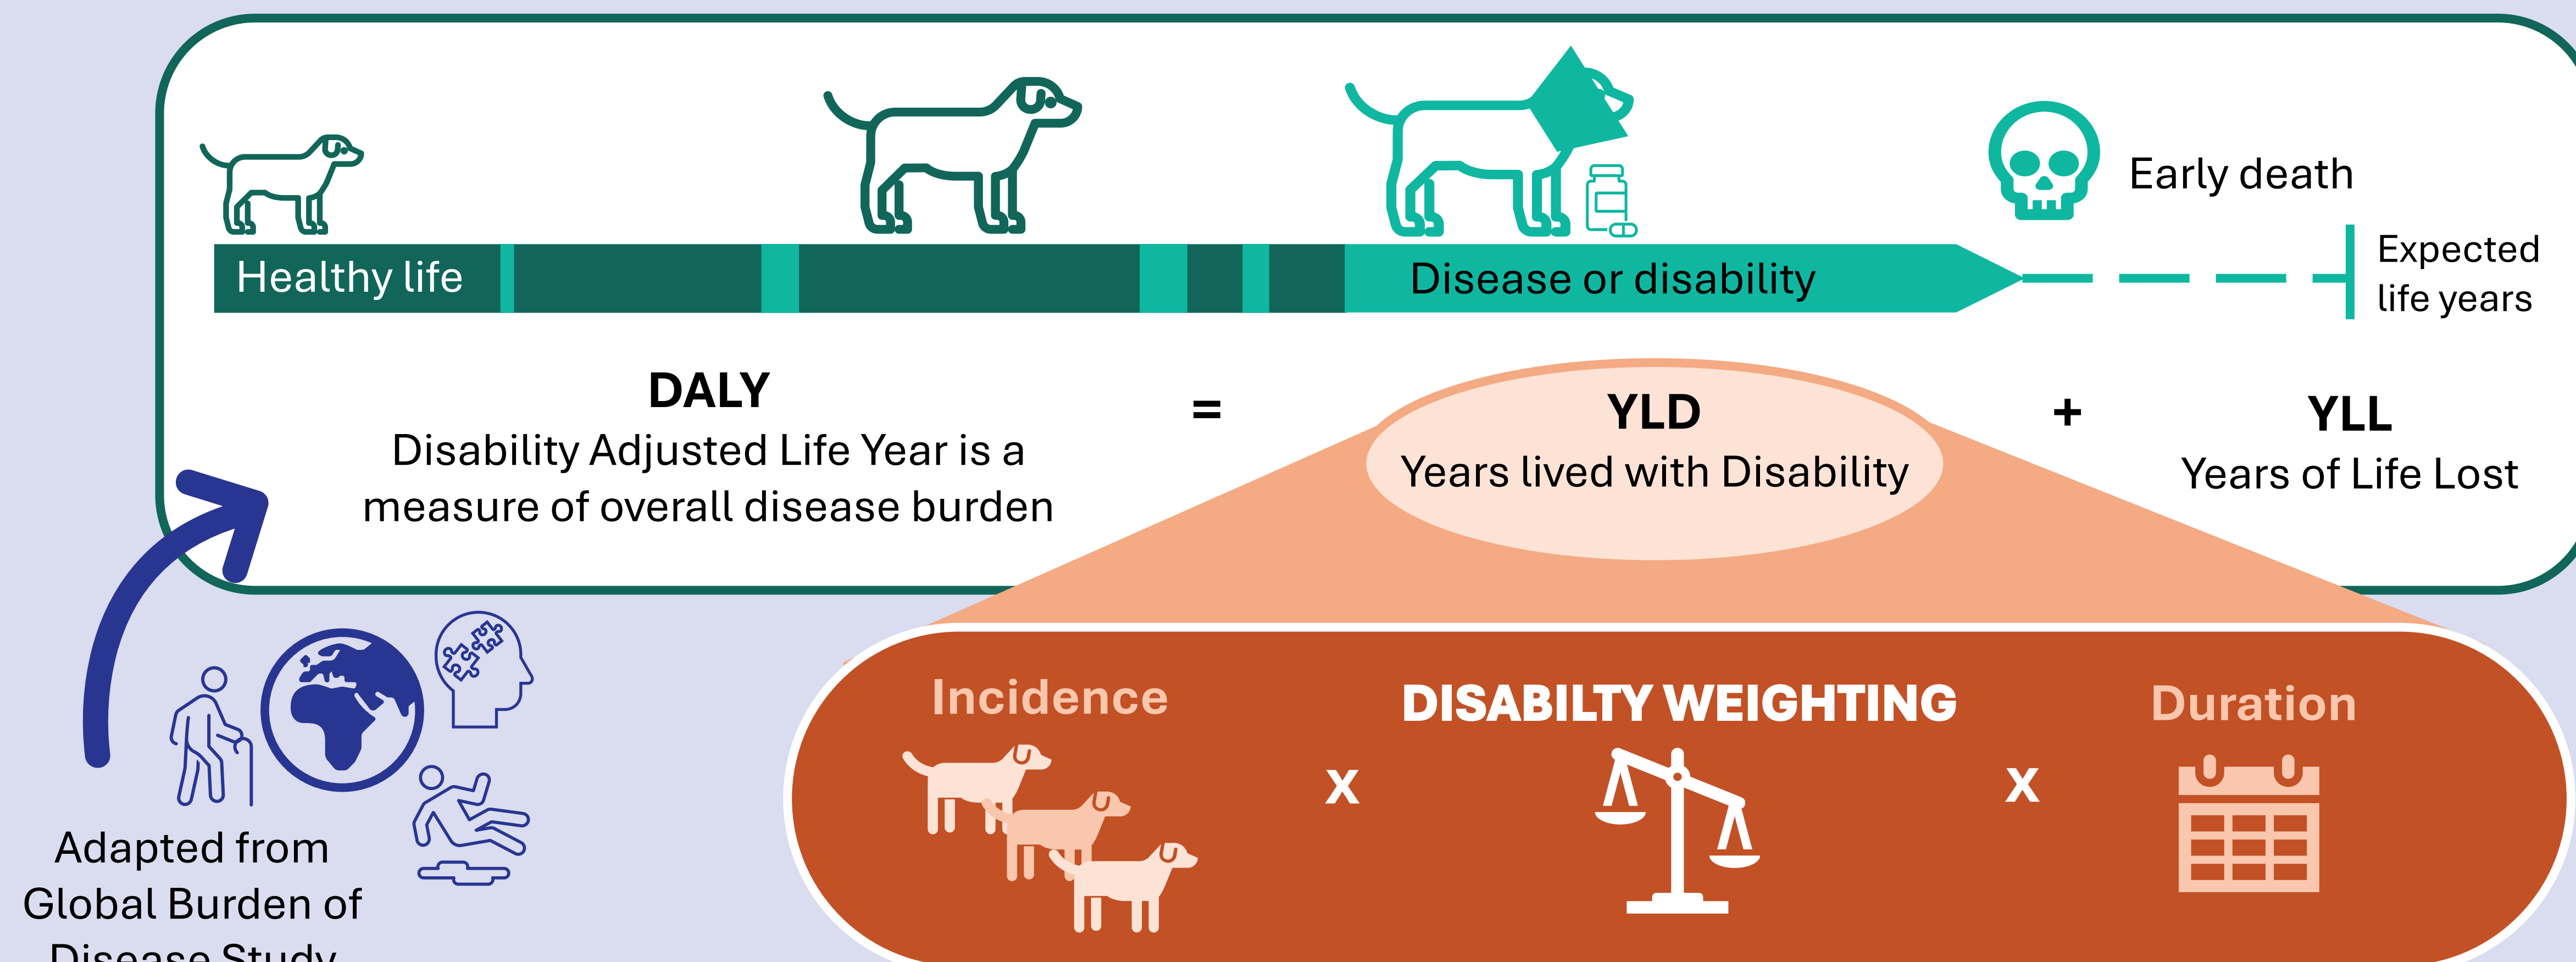 Early death
Healthy life
Disease or disability
Expected
life years
DALY
Disability Adjusted Life Year is a
measure of overall disease burden
=
YLD
Years lived with Disability
+
YLL
Years of Life Lost
Incidence
x
DISABILTY WEIGHTING
x
Duration
Adapted from
Global Burden of
Disease Study